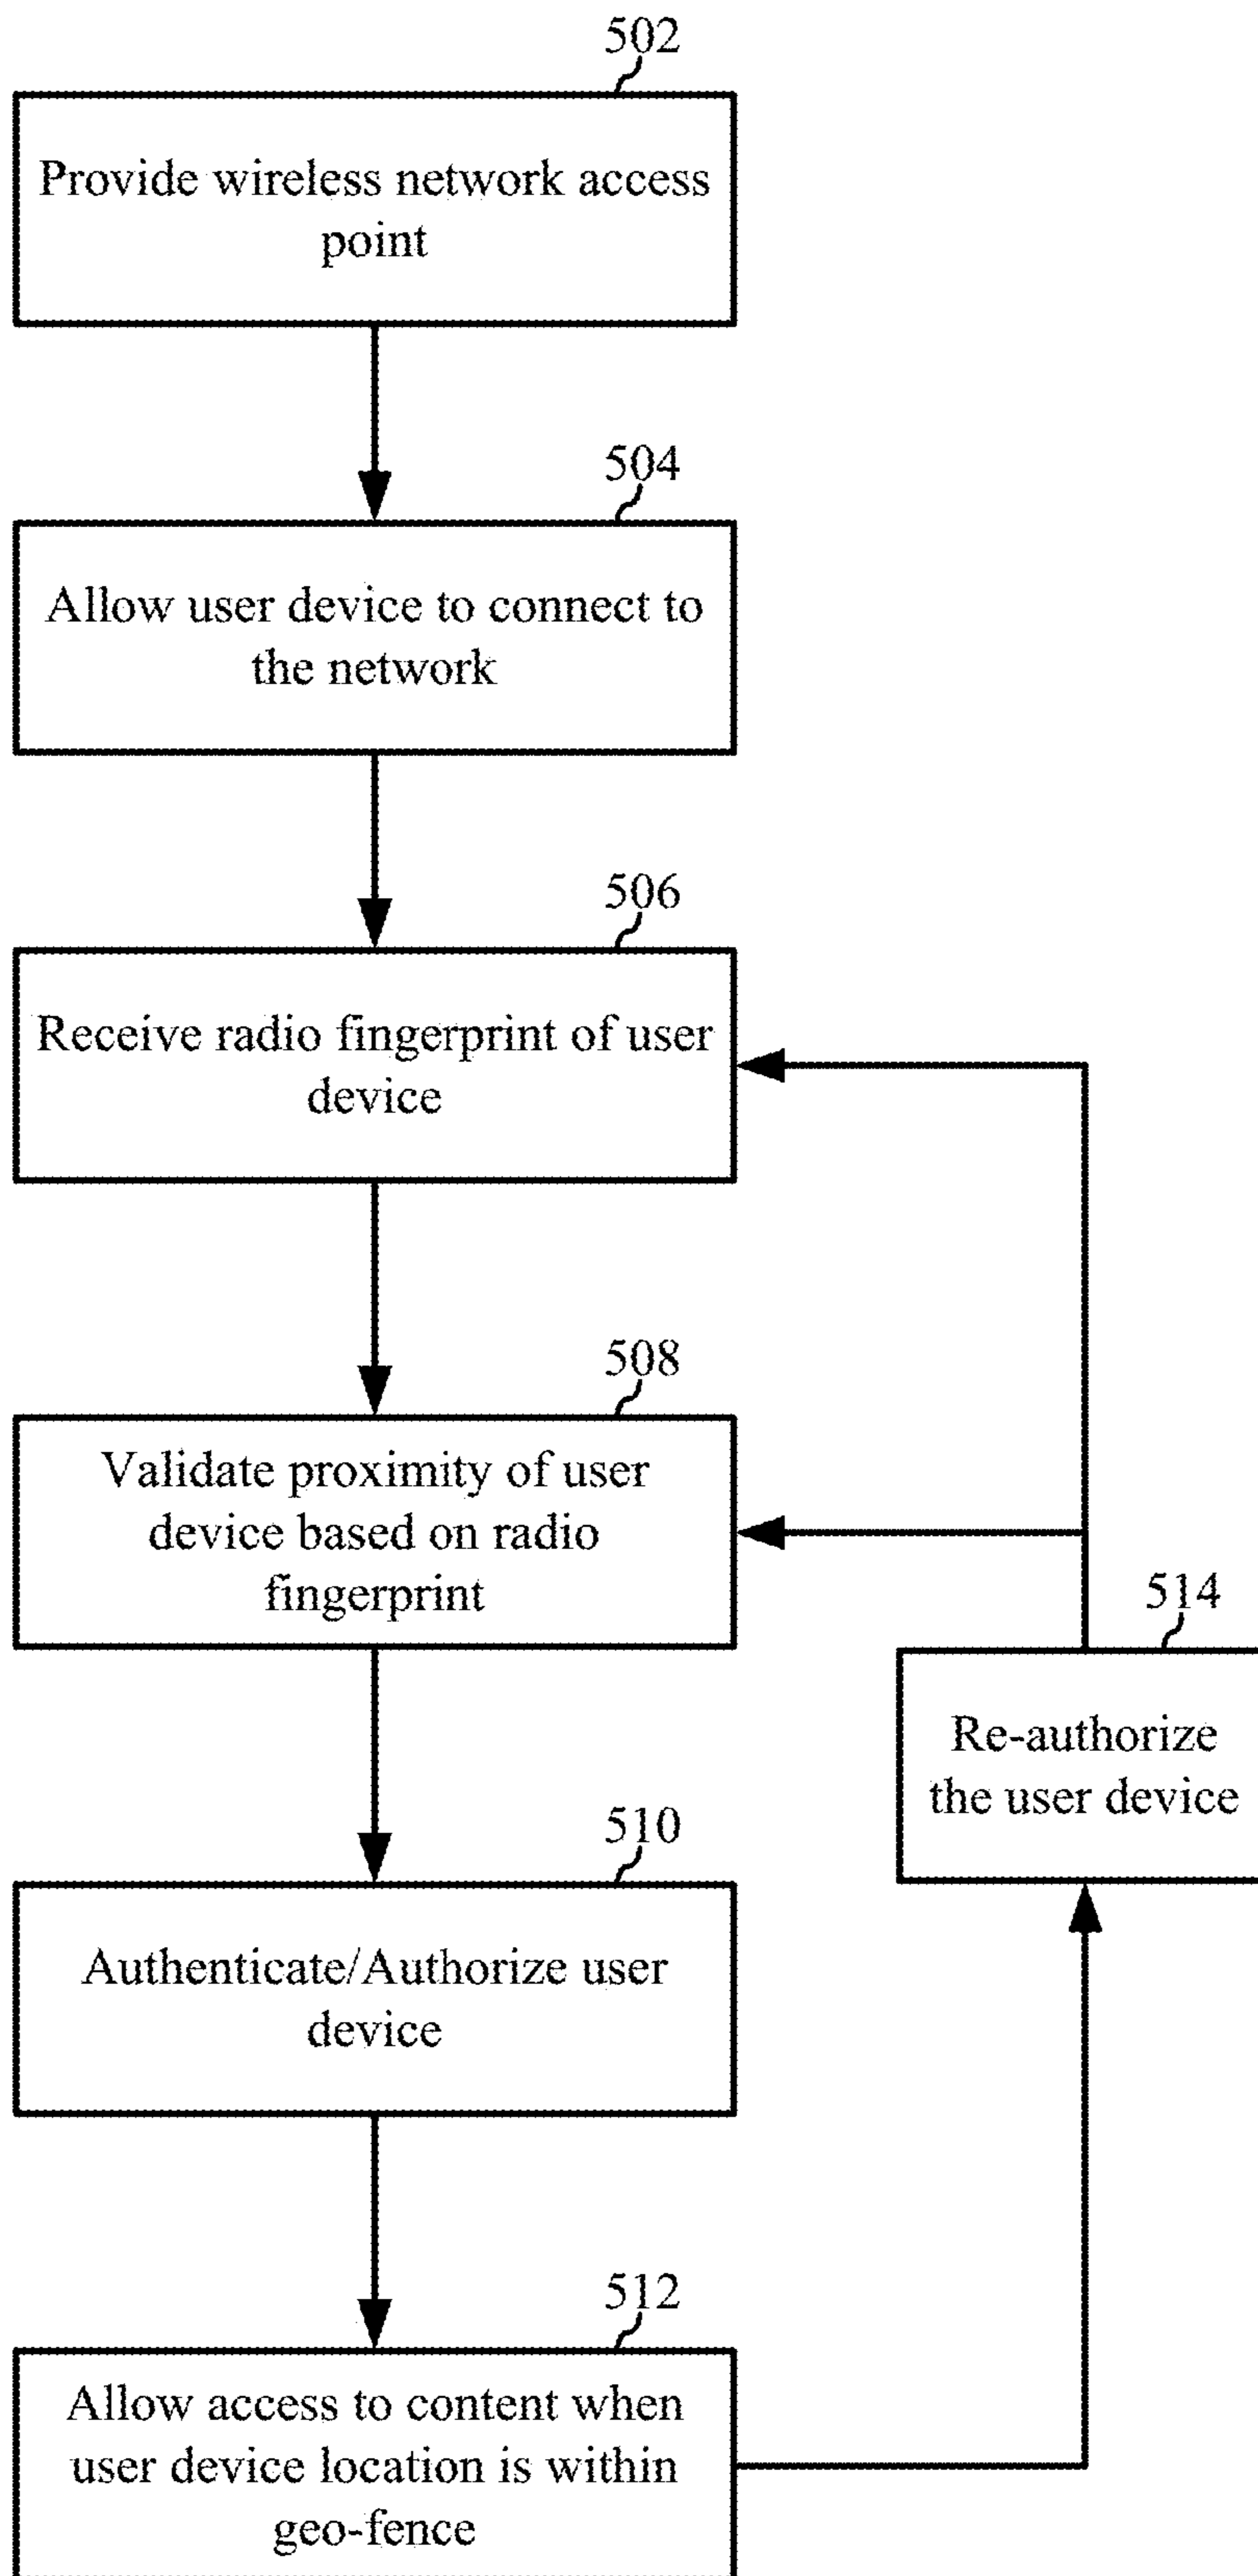 502
Provide wireless network access
point
504
Allow user device to connect to
the network
506
Receive radio fingerprint of user
device
508
Validate proximity of user
device based on radio
fingerprint
514
Re-authorize
the user device
510
Authenticate/Authorize user
device
512
Allow access to content when
user device location is within
geo-fence